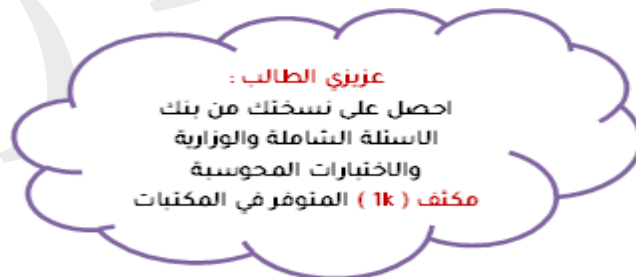 عزيزي الطالب :
احصل على نسختك من بنك
الاسئلة الشاملة والوزارية
والاختبارات المحوسبة
مكثف ( 1k ) المتوفر في المكتبات